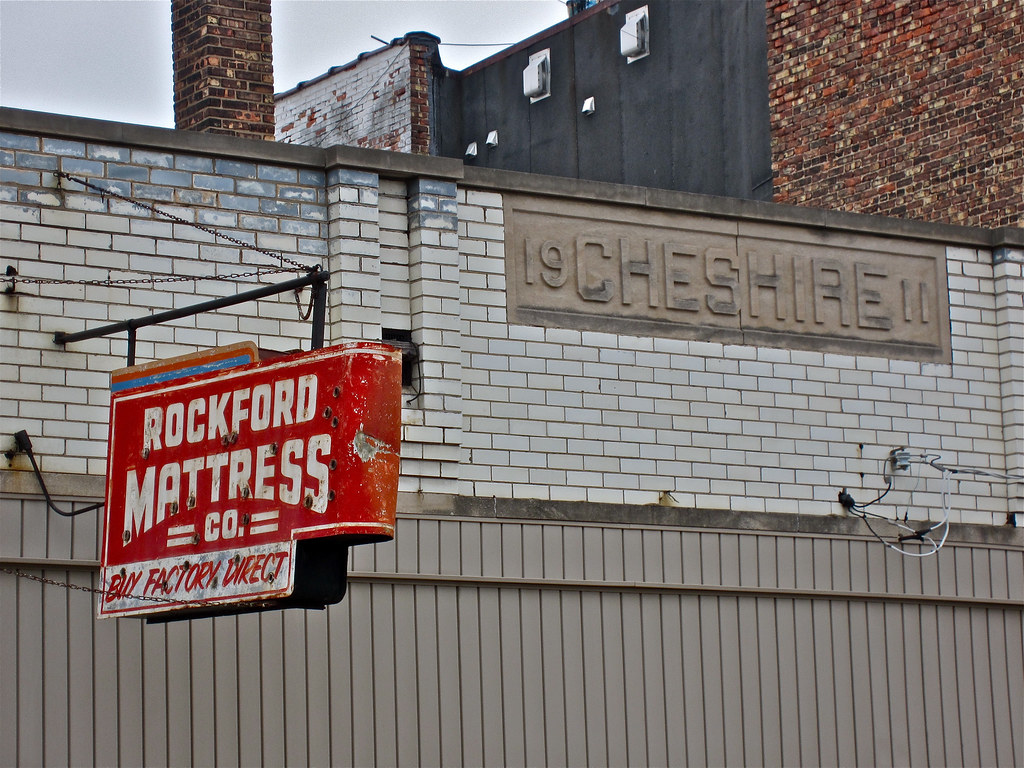 19 CHESHIRE 11
ROCKFORD
MATTRESS
CO.
BUY FACTORY DIRECT